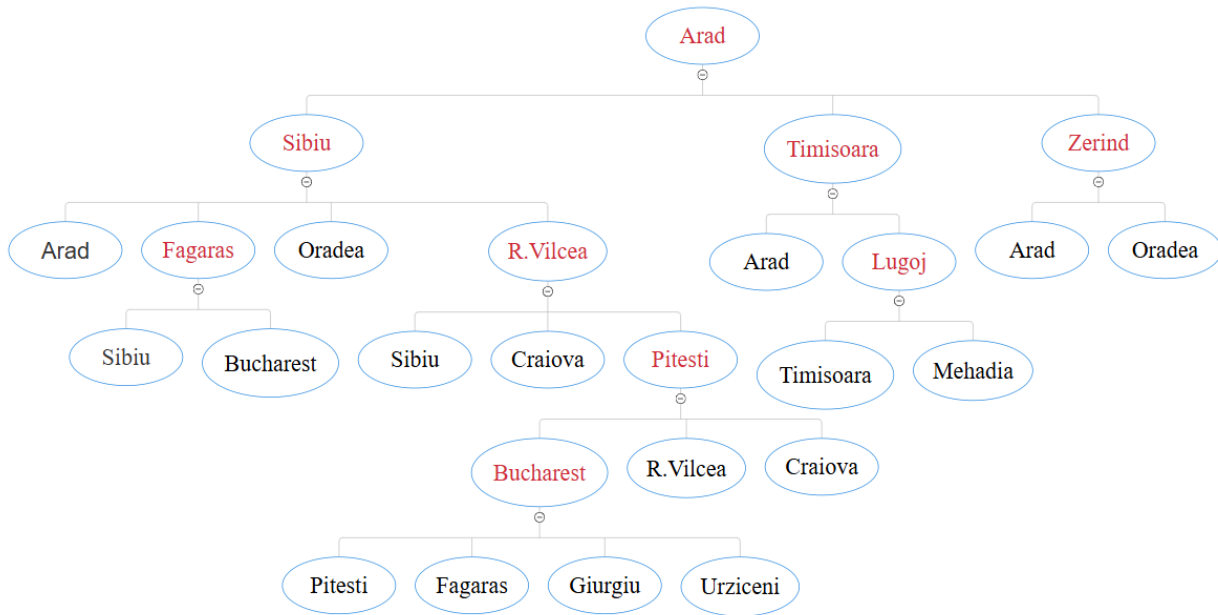 Arad
Sibiu
Timisoara
Zerind
Arad
Fagaras
Oradea
R.Vilcea
Arad
Lugoj
Arad
Oradea
Sibiu
Bucharest
Sibiu
Craiova
Pitesti
Timisoara
Mehadia
Bucharest
R.Vilcea
Craiova
Pitesti
Fagaras
Giurgiu
Urziceni